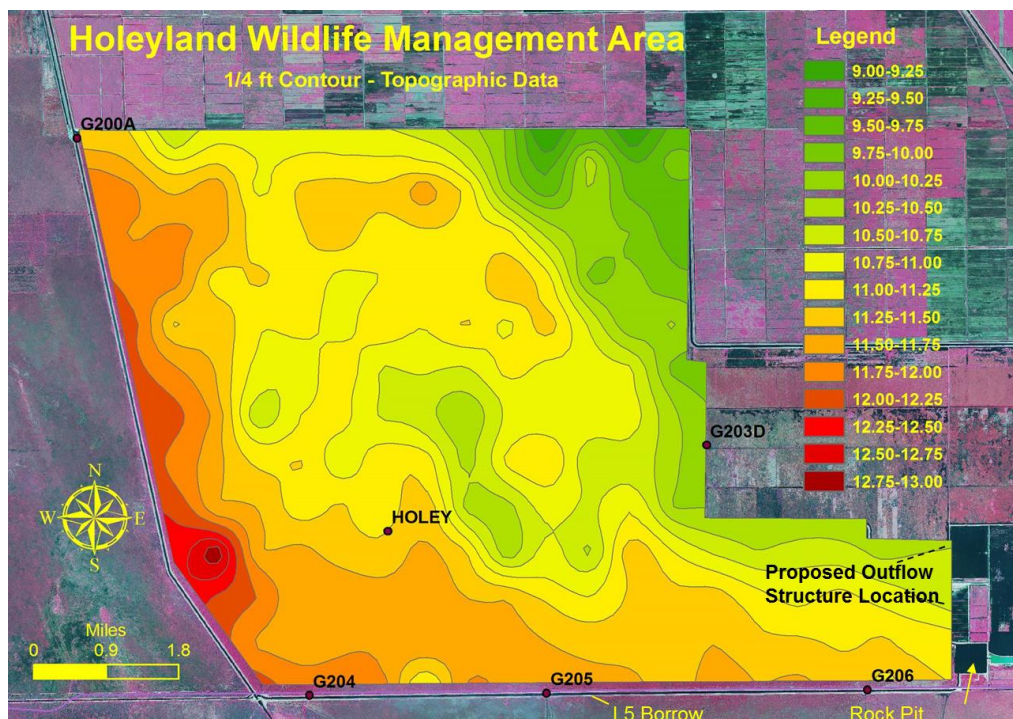 Holeyland Wildlife Management Area
1/4 ft Contour - Topographic Data
Legend
9.00-9.25
9.25-9.50
9.50-9.75
9.75-10.00
10.00-10.25
10.25-10.50
10.50-10.75
10.75-11.00
11.00-11.25
11.25-11.50
11.50-11.75
11.75-12.00
12.00-12.25
12.25-12.50
12.50-12.75
12.75-13.00
G200A
G203D
HOLEY
N
W E
S
Proposed Outflow
Structure Location
Miles
0 0.9 1.8
G204
G205
G206
L5 Borrow
Rock Pit